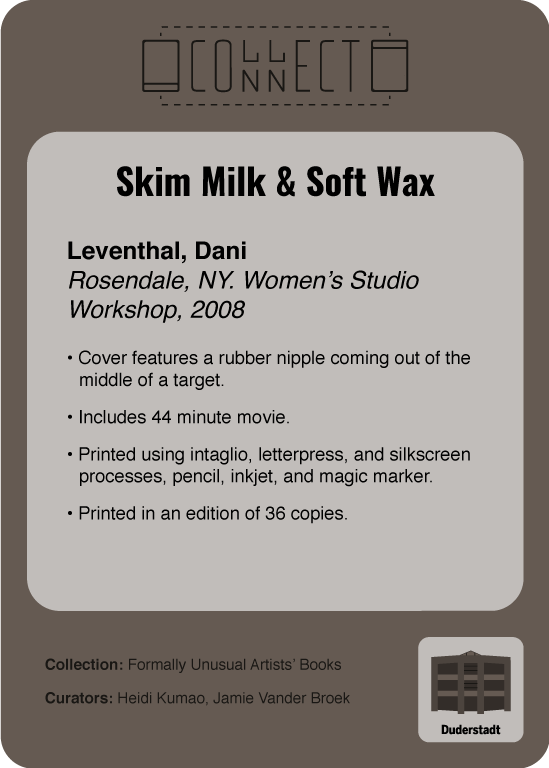 COLLECT
CONNECT
Skim Milk & Soft Wax
Leventhal, Dani
Rosendale, NY. Women’s Studio
Workshop, 2008
• Cover features a rubber nipple coming out of the
middle of a target.
• Includes 44 minute movie.
• Printed using intaglio, letterpress, and silkscreen
processes, pencil, inkjet, and magic marker.
• Printed in an edition of 36 copies.
Collection: Formally Unusual Artists’ Books
Curators: Heidi Kumao, Jamie Vander Broek
Duderstadt